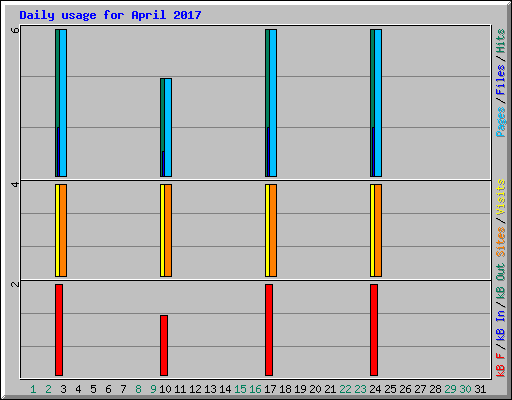 Daily usage for April 2017
6
4
2
Pages / Files / Hits
Sites / Visits
kB F / kB In / kB Out
1 2 3 4 5 6 7 8 9 10 11 12 13 14 15 16 17 18 19 20 21 22 23 24 25 26 27 28 29 30 31